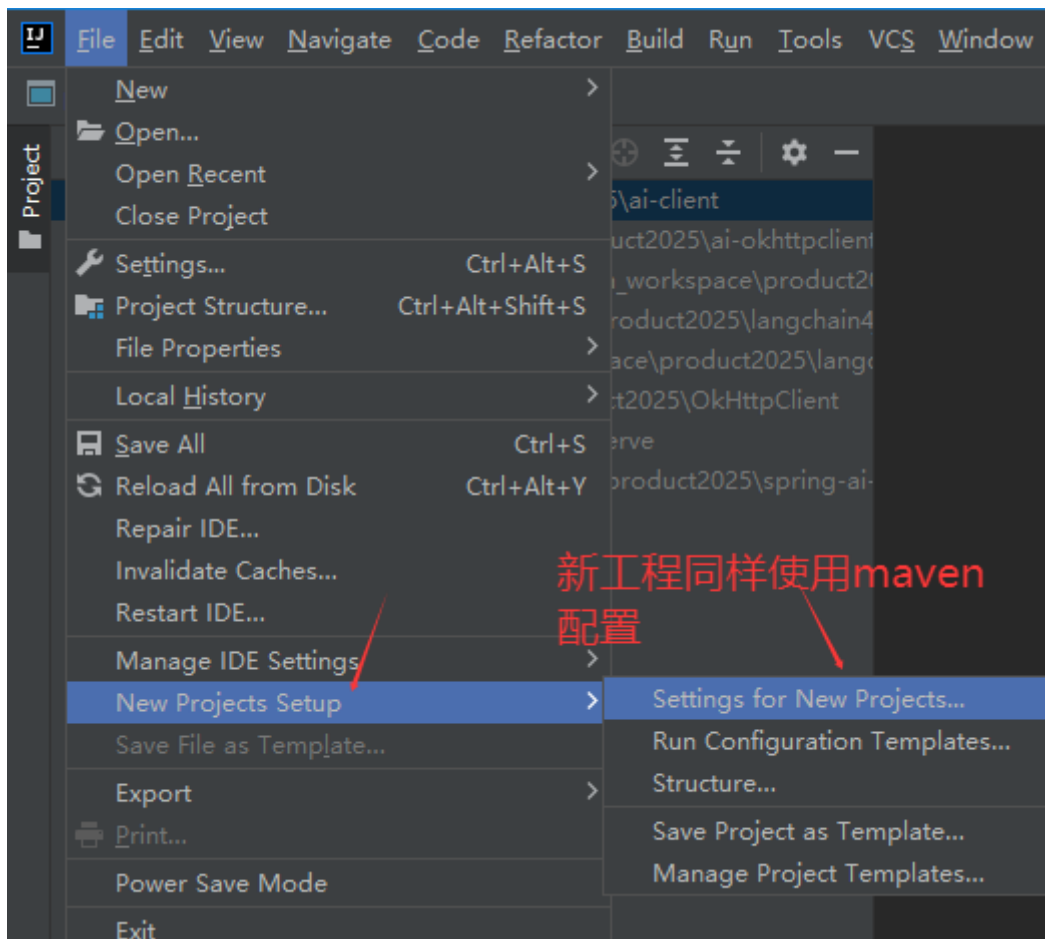 IJ
File Edit View Navigate Code Refactor Build Run Tools VCS Window
Project
New
Open...
Open Recent
Close Project
Settings... Ctrl+Alt+S
Project Structure... Ctrl+Alt+Shift+S
File Properties
Local History
Save All Ctrl+S
Reload All from Disk Ctrl+Alt+Y
Repair IDE...
Invalidate Caches...
Restart IDE...
Manage IDE Settings
New Projects Setup
Save File as Template...
Export
Print...
Power Save Mode
Exit
\ai-client
uct2025\ai-okhttpclient
_workspace\product2
roduct2025\langchain4
ace\product2025\lang
t2025\OkHttpClient
erve
product2025\spring-ai-
新工程同样使用maven
配置
Settings for New Projects...
Run Configuration Templates...
Structure...
Save Project as Template...
Manage Project Templates...